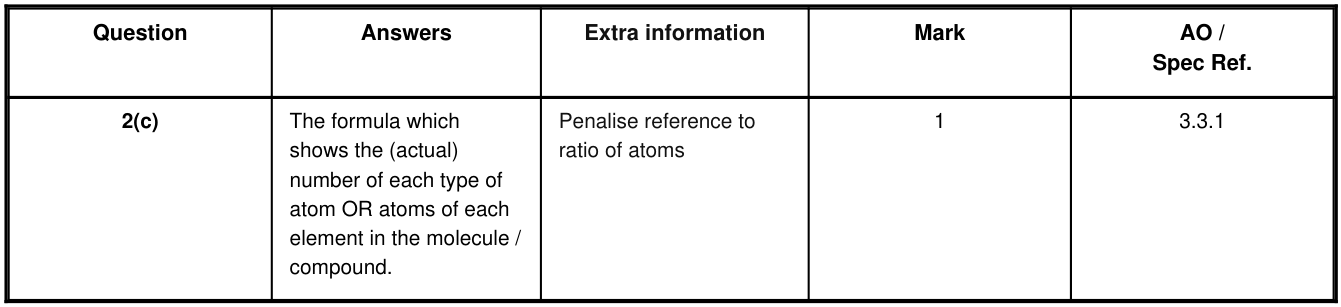 Question
Answers
Extra information
Mark
AO /
Spec Ref.
2(c)
The formula which
shows the (actual)
number of each type of
atom OR atoms of each
element in the molecule /
compound.
Penalise reference to
ratio of atoms
1
3.3.1